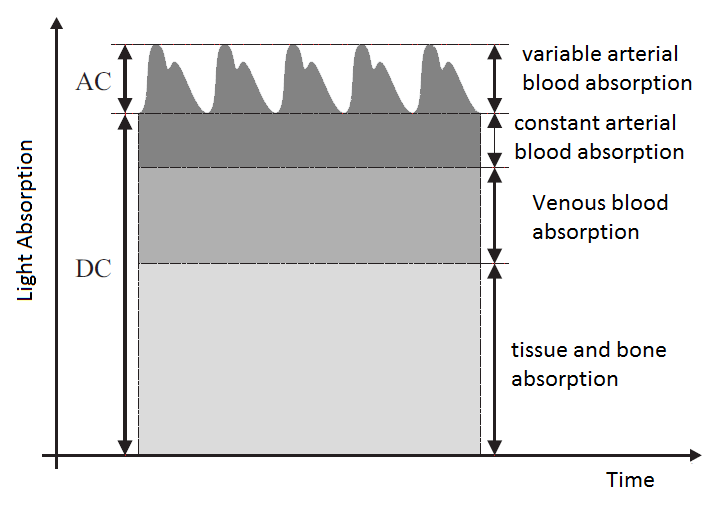 AC
variable arterial
blood absorption
constant arterial
blood absorption
Venous blood
absorption
Light Absorption
DC
tissue and bone
absorption
Time